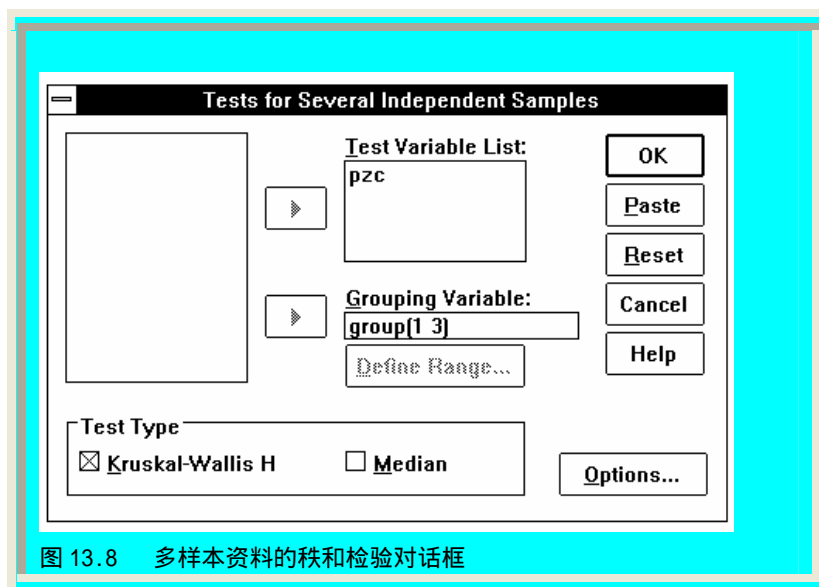 Tests for Several Independent Samples
Test Variable List:
pzc
OK
Paste
Reset
Grouping Variable:
group(1 3)
Cancel
Define Range...
Help
Test Type
Kruskal-Wallis H
Median
Options...
图 13.8 多样本资料的秩和检验对话框